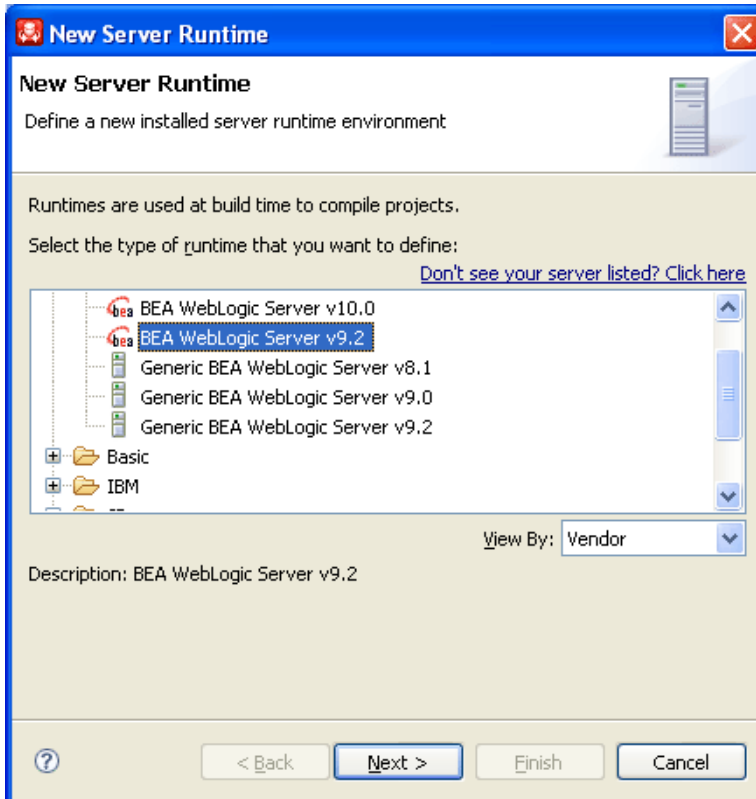 New Server Runtime
New Server Runtime
Define a new installed server runtime environment
Runtimes are used at build time to compile projects.
Select the type of runtime that you want to define:
Don't see your server listed? Click here
bea BEA WebLogic Server v10.0
bea BEA WebLogic Server v9.2
Generic BEA WebLogic Server v8.1
Generic BEA WebLogic Server v9.0
Generic BEA WebLogic Server v9.2
Basic
IBM
View By: Vendor
Description: BEA WebLogic Server v9.2
? < Back Next > Finish Cancel